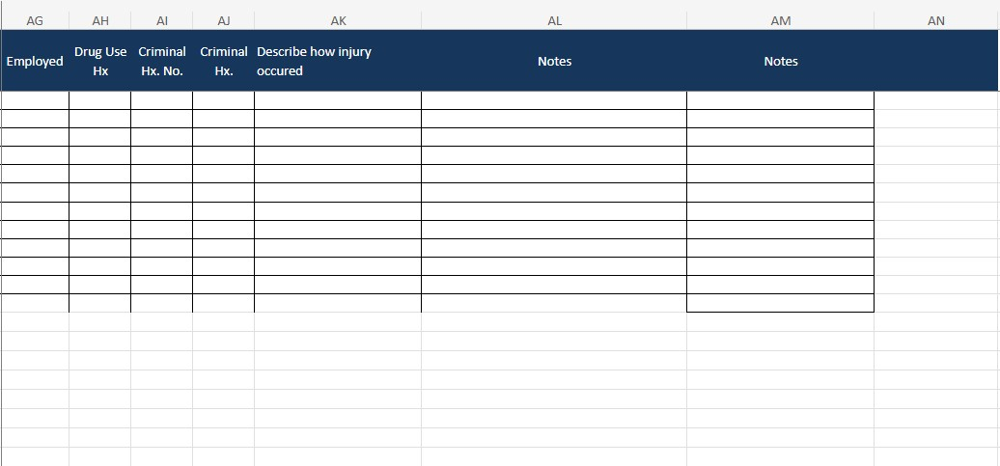 AG AH AI AJ AK AL AM AN
Employed
Drug Use
Hx
Criminal
Hx. No.
Criminal
Hx.
Describe how injury
occured
Notes
Notes